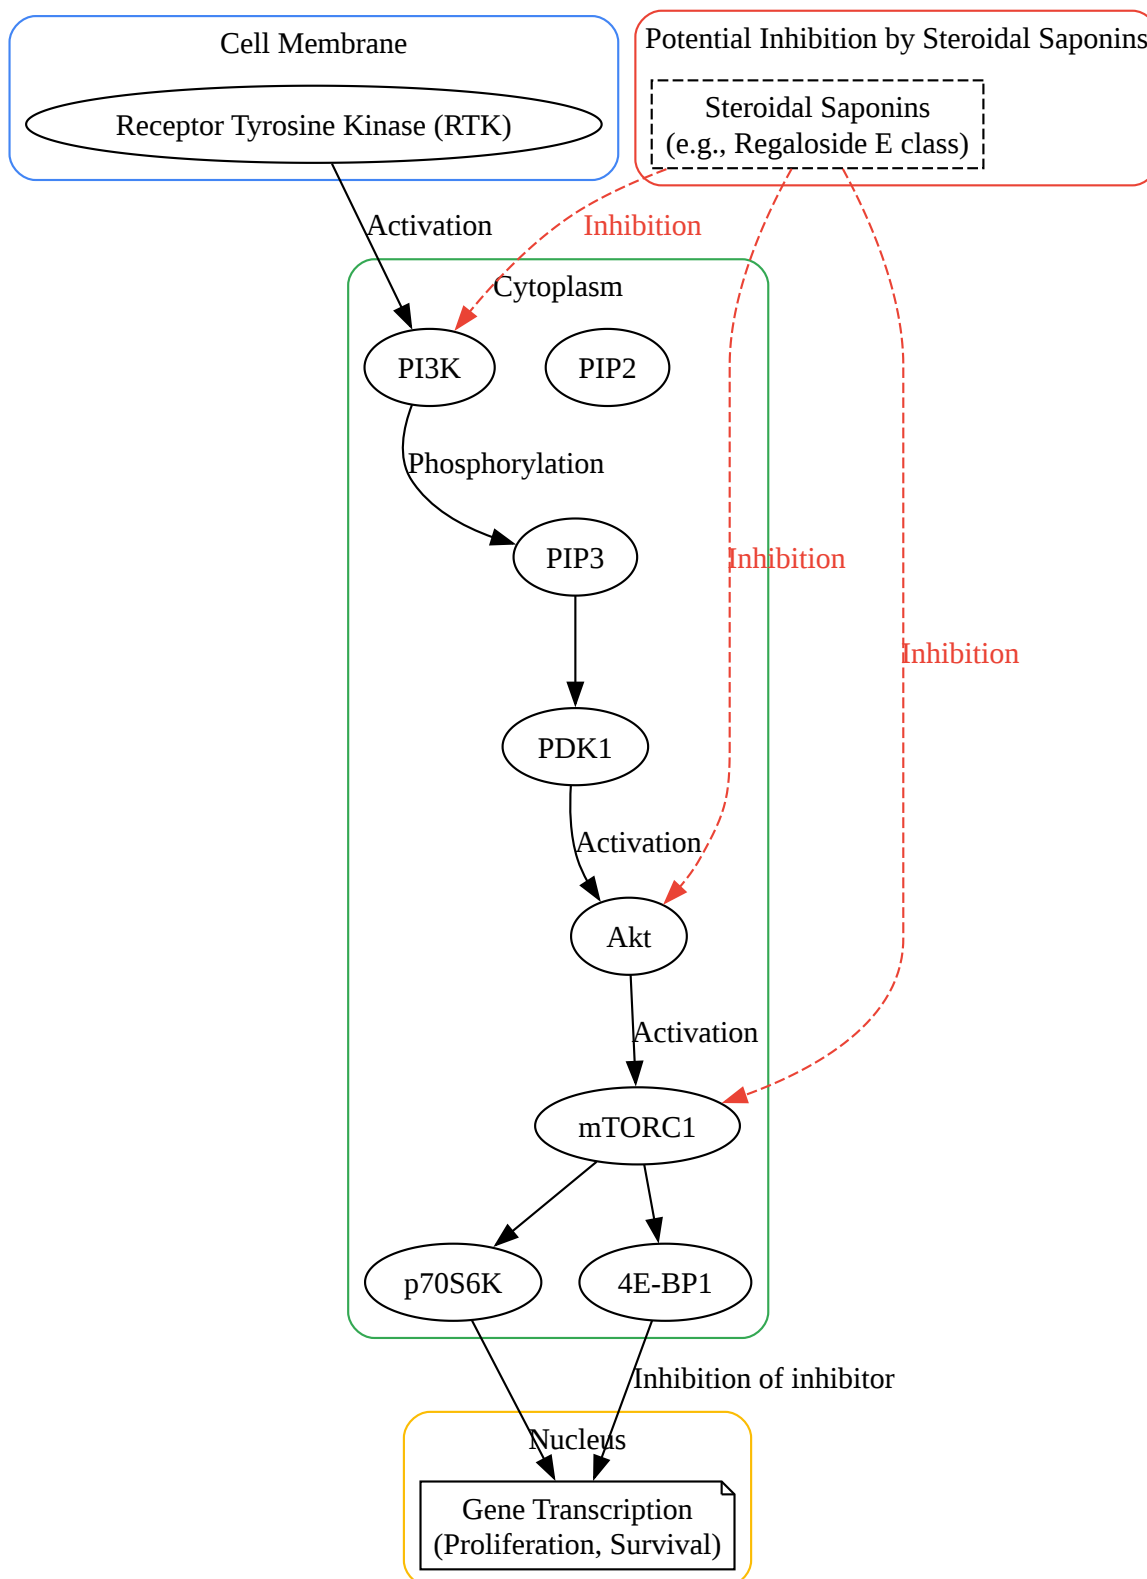 Cell Membrane
Potential Inhibition by Steroidal Saponins
Receptor Tyrosine Kinase (RTK)
Steroidal Saponins
(e.g., Regaloside E class)
Activation
Inhibition
Cytoplasm
PI3K
PIP2
Phosphorylation
PIP3
Inhibition
Inhibition
PDK1
Activation
Akt
Activation
mTORC1
p70S6K
4E-BP1
Inhibition of inhibitor
Nucleus
Gene Transcription
(Proliferation, Survival)